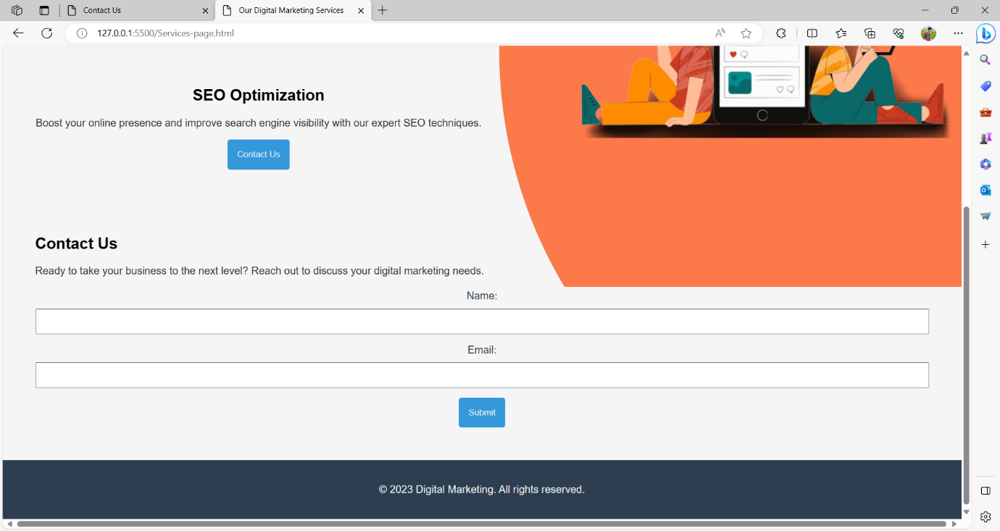 Contact Us
Our Digital Marketing Services
127.0.0.1:5500/Services-page.html
SEO Optimization
Boost your online presence and improve search engine visibility with our expert SEO techniques.
Contact Us
Contact Us
Ready to take your business to the next level? Reach out to discuss your digital marketing needs.
Name:
Email:
Submit
© 2023 Digital Marketing. All rights reserved.